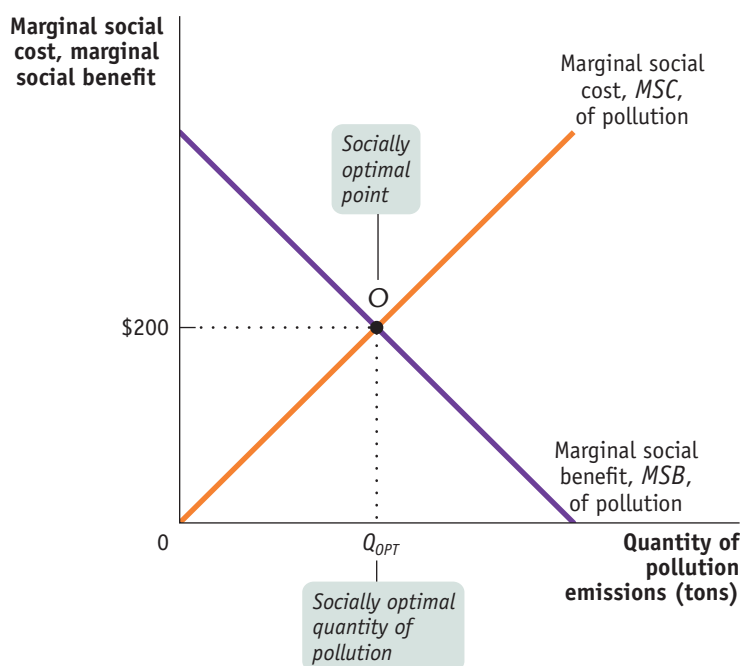 Marginal social
cost, marginal
social benefit
Marginal social
cost, MSC,
of pollution
Socially
optimal
point
O
$200
Marginal social
benefit, MSB,
of pollution
0
QOPT
Quantity of
pollution
emissions (tons)
Socially optimal
quantity of
pollution